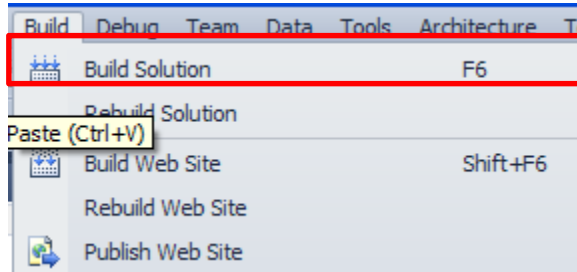 Build Debug Team Data Tools Architecture T
Build Solution F6
Rebuild Solution
Paste (Ctrl+V)
Build Web Site Shift+F6
Rebuild Web Site
Publish Web Site